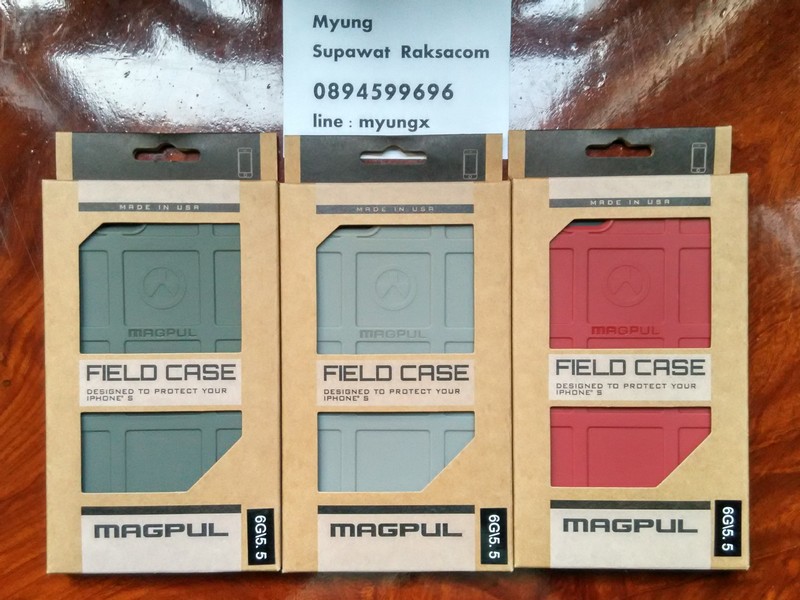 Myung
Supawat Raksacom
0894599696
line : myungx
MADE IN USA
MAGPUL
FIELD CASE
DESIGNED TO PROTECT YOUR
IPHONE® 5
MAGPUL
6G\5.5
MADE IN USA
MAGPUL
FIELD CASE
DESIGNED TO PROTECT YOUR
IPHONE® 5
MAGPUL
6G\5.5
MADE IN USA
MAGPUL
FIELD CASE
DESIGNED TO PROTECT YOUR
IPHONE® 5
MAGPUL
6G\5.5